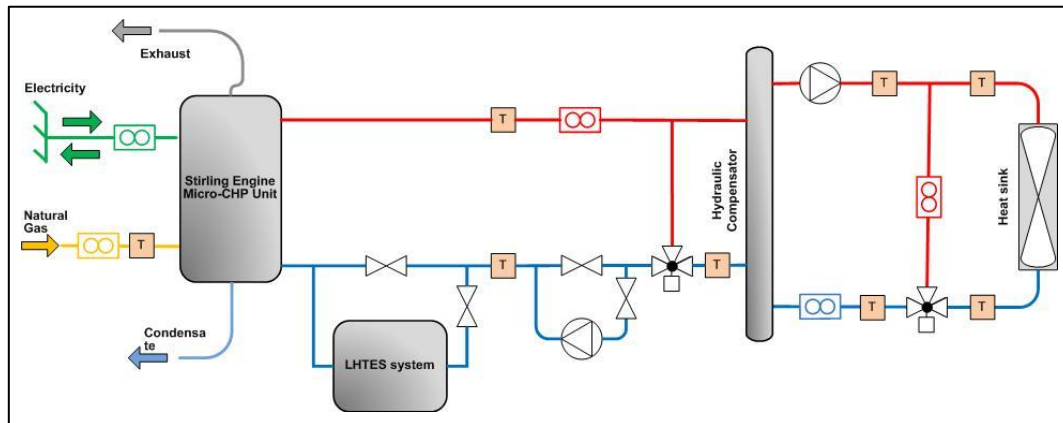 Exhaust
Electricity
Stirling Engine
Micro-CHP Unit
Natural
Gas
T
Condensa
te
LHTES system
T
T
T
Hydraulic
Compensator
T
T
T
T
Heat sink